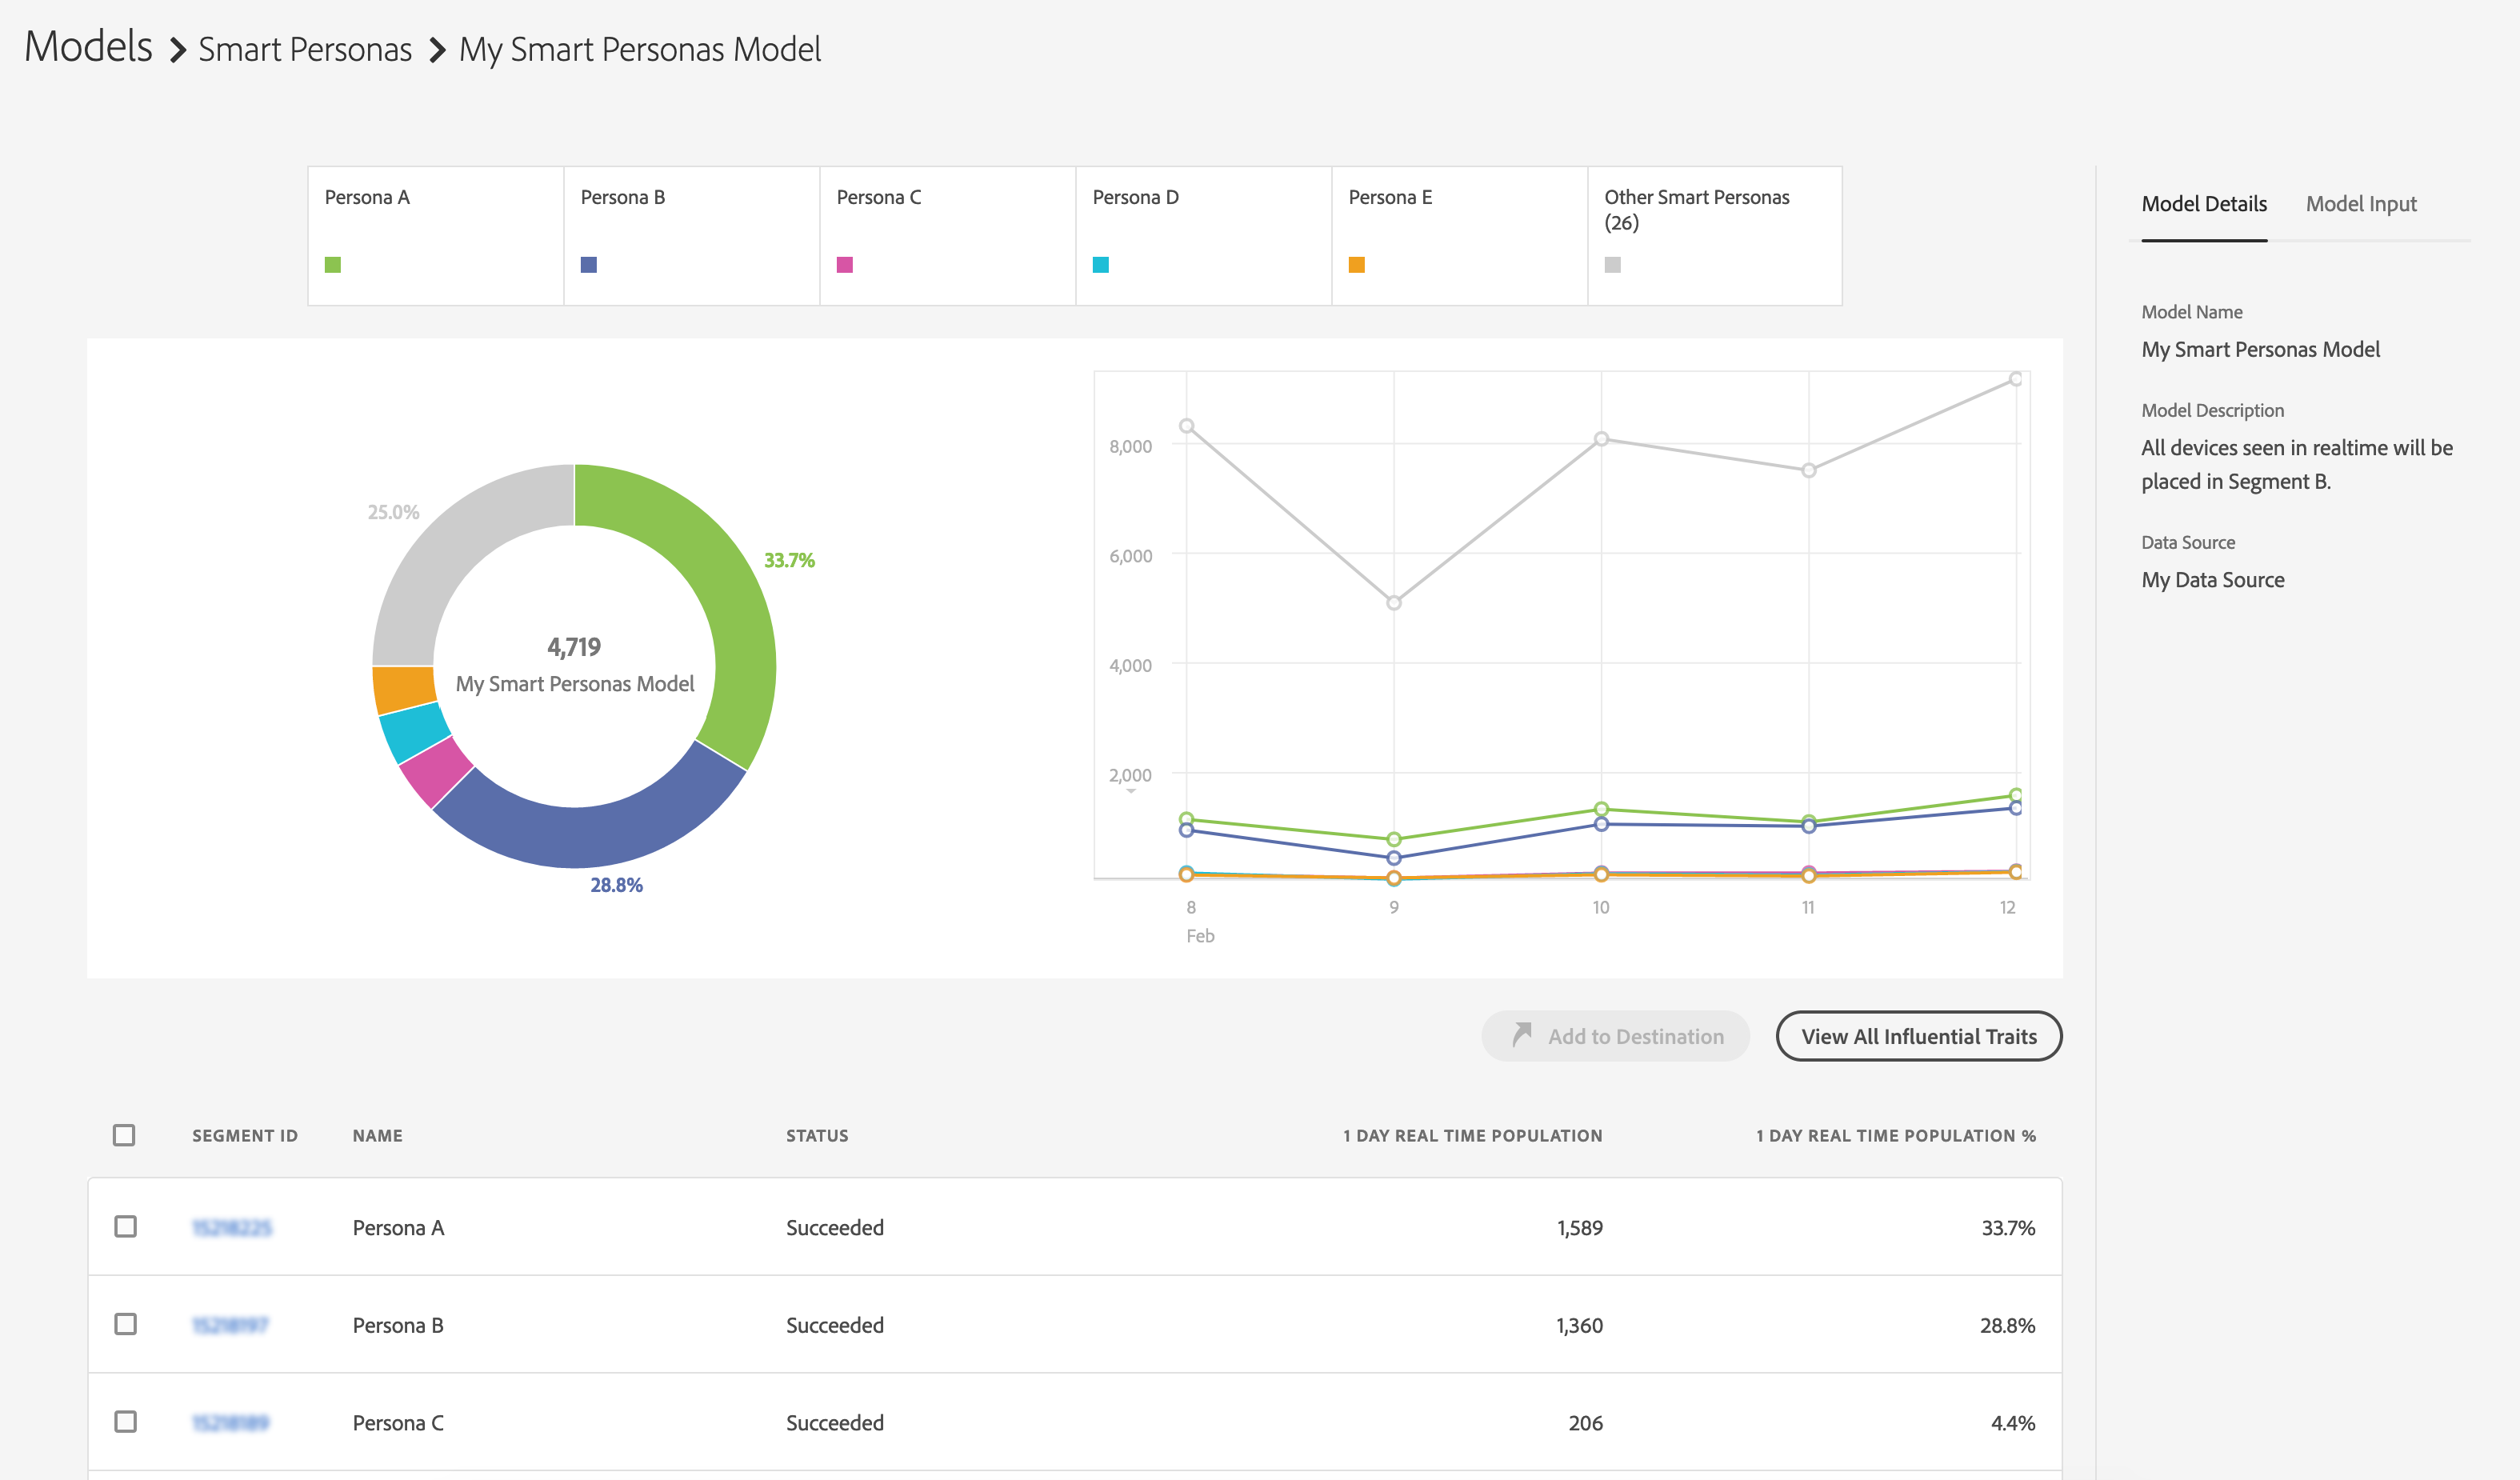 Models > Smart Personas > My Smart Personas Model
Persona A
Persona B
Persona C
Persona D
Persona E
Other Smart Personas
(26)
25.0%
33.7%
4,719
My Smart Personas Model
28.8%
8,000
6,000
4,000
2,000
8
9
10
11
12
Feb
Add to Destination
View All Influential Traits
SEGMENT ID NAME STATUS 1 DAY REAL TIME POPULATION 1 DAY REAL TIME POPULATION %
Persona A Succeeded 1,589 33.7%
Persona B Succeeded 1,360 28.8%
Persona C Succeeded 206 4.4%
Model Details
Model Input
Model Name
My Smart Personas Model
Model Description
All devices seen in realtime will be
placed in Segment B.
Data Source
My Data Source